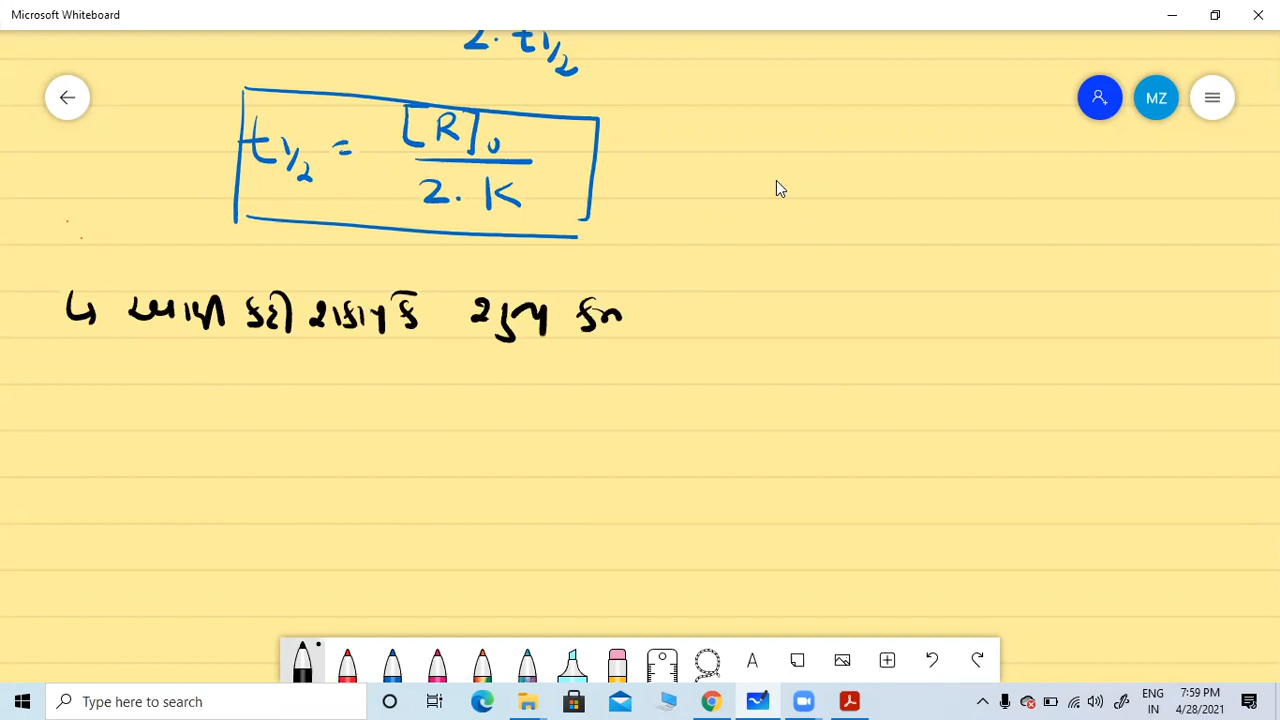 Microsoft Whiteboard
2. t1/2
MZ
t1/2 = [R]0 / 2. K
↳ સાબીત કરી શકાય કે શૂન્ય ક્રમ
A
Type here to search
ENG
7:59 PM
IN
4/28/2021